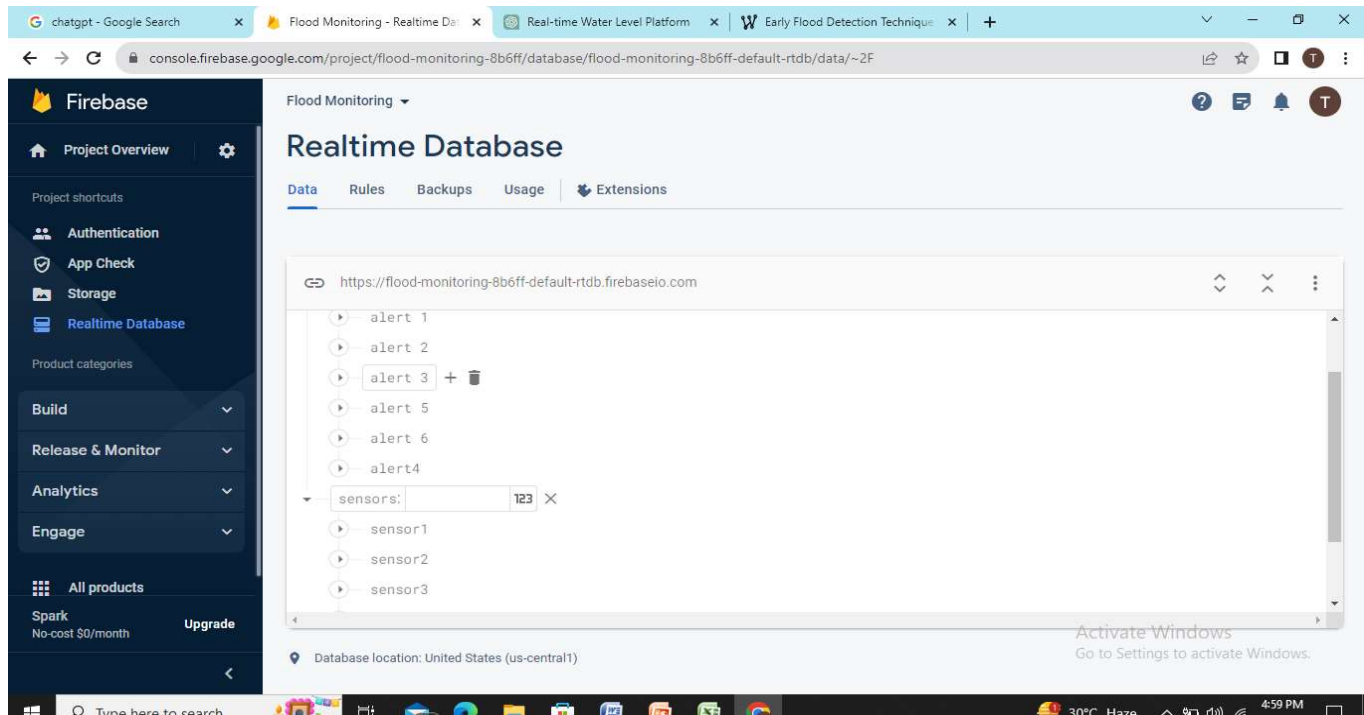 chatgpt - Google Search
Flood Monitoring - Realtime Da
Real-time Water Level Platform
Early Flood Detection Technique
console.firebase.google.com/project/flood-monitoring-8b6ff/database/flood-monitoring-8b6ff-default-rtdb/data/~2F
T
Firebase
Flood Monitoring
T
Project Overview
Realtime Database
Project shortcuts
Data Rules Backups Usage Extensions
Authentication
App Check
Storage
Realtime Database
https://flood-monitoring-8b6ff-default-rtdb.firebaseio.com
Product categories
alert 1
alert 2
alert 3
alert 5
alert 6
alert4
sensors: 123
sensor1
sensor2
sensor3
Build
Release & Monitor
Analytics
Engage
All products
Spark
No-cost $0/month
Upgrade
Database location: United States (us-central1)
Activate Windows
Go to Settings to activate Windows.
Type here to search
30°C Haze
4:59 PM